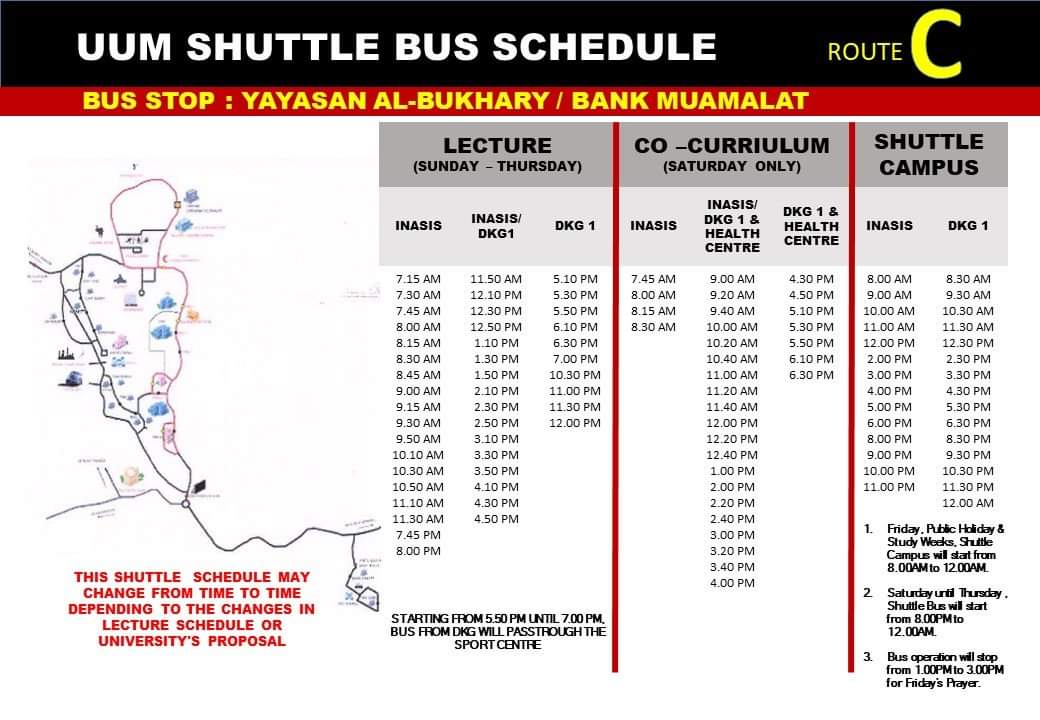 UUM SHUTTLE BUS SCHEDULE
ROUTE C
BUS STOP : YAYASAN AL-BUKHARY / BANK MUAMALAT
LECTURE
(SUNDAY – THURSDAY)
INASIS
INASIS/
DKG1
DKG 1
7.15 AM 11.50 AM 5.10 PM
7.30 AM 12.10 PM 5.30 PM
7.45 AM 12.30 PM 5.50 PM
8.00 AM 12.50 PM 6.10 PM
8.15 AM 1.10 PM 6.30 PM
8.30 AM 1.30 PM 7.00 PM
8.45 AM 1.50 PM 10.30 PM
9.00 AM 2.10 PM 11.00 PM
9.15 AM 2.30 PM 11.30 PM
9.30 AM 2.50 PM 12.00 PM
9.50 AM 3.10 PM
10.10 AM 3.30 PM
10.30 AM 3.50 PM
10.50 AM 4.10 PM
11.10 AM 4.30 PM
11.30 AM 4.50 PM
7.45 PM
8.00 PM
STARTING FROM 5.50 PM UNTIL 7.00 PM,
BUS FROM DKG WILL PASSTROUGH THE
SPORT CENTRE
CO –CURRIULUM
(SATURDAY ONLY)
INASIS
INASIS/
DKG 1 &
HEALTH
CENTRE
DKG 1 &
HEALTH
CENTRE
7.45 AM 9.00 AM 4.30 PM
8.00 AM 9.20 AM 4.50 PM
8.15 AM 9.40 AM 5.10 PM
8.30 AM 10.00 AM 5.30 PM
10.20 AM 5.50 PM
10.40 AM 6.10 PM
11.00 AM 6.30 PM
11.20 AM
11.40 AM
12.00 PM
12.20 PM
12.40 PM
1.00 PM
2.00 PM
2.20 PM
2.40 PM
3.00 PM
3.20 PM
3.40 PM
4.00 PM
SHUTTLE
CAMPUS
INASIS DKG 1
8.00 AM 8.30 AM
9.00 AM 9.30 AM
10.00 AM 10.30 AM
11.00 AM 11.30 AM
12.00 PM 12.30 PM
2.00 PM 2.30 PM
3.00 PM 3.30 PM
4.00 PM 4.30 PM
5.00 PM 5.30 PM
6.00 PM 6.30 PM
8.00 PM 8.30 PM
9.00 PM 9.30 PM
10.00 PM 10.30 PM
11.00 PM 11.30 PM
12.00 AM
1. Friday, Public Holiday &
Study Weeks, Shuttle
Campus will start from
8.00AM to 12.00AM.
2. Saturday until Thursday ,
Shuttle Bus will start
from 8.00PM to
12.00AM.
3. Bus operation will stop
from 1.00PM to 3.00PM
for Friday's Prayer.
THIS SHUTTLE SCHEDULE MAY
CHANGE FROM TIME TO TIME
DEPENDING TO THE CHANGES IN
LECTURE SCHEDULE OR
UNIVERSITY'S PROPOSAL